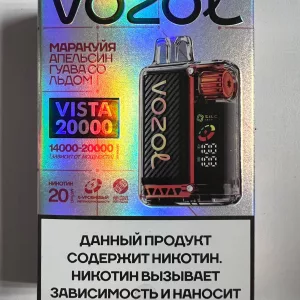 VOZOL
МАРАКУЙЯ
АПЕЛЬСИН
ГУАВА СО
ЛЬДОМ
VISTA
20000
14000-20000
НИКОТИН
20
VOZOL
ДАННЫЙ ПРОДУКТ
СОДЕРЖИТ НИКОТИН.
НИКОТИН ВЫЗЫВАЕТ
ЗАВИСИМОСТЬ И НАНОСИТ